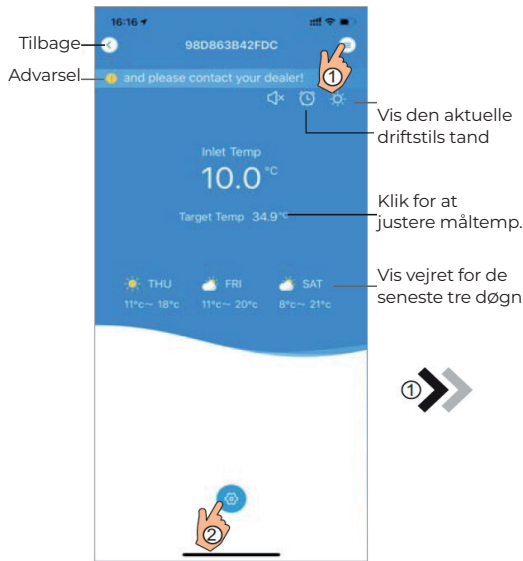 16:16
Tilbage
98D863B42FDC
Advarsel
and please contact your dealer!
①
Vis den aktuelle
driftstils tand
Inlet Temp
10.0 °C
Target Temp 34.9 °C
Klik for at
justere måltemp.
THU FRI SAT
11°c~ 18°c 11°c~ 20°c 8°c~ 21°c
Vis vejret for de
seneste tre døgn
①
②